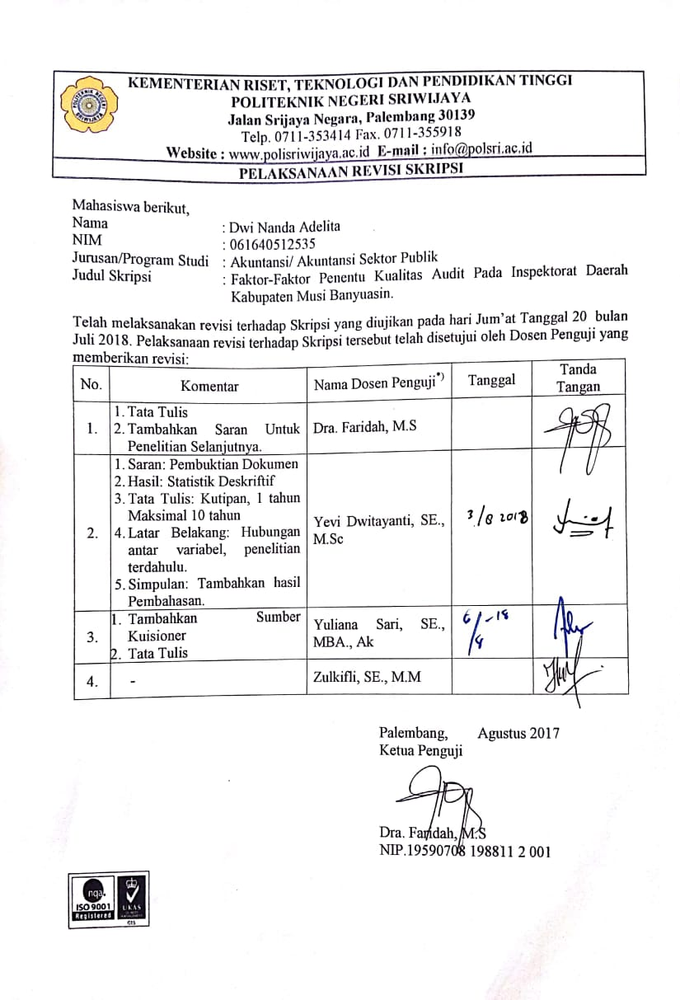 KEMENTERIAN RISET, TEKNOLOGI DAN PENDIDIKAN TINGGI
POLITEKNIK NEGERI SRIWIJAYA
Jalan Srijaya Negara, Palembang 30139
Telp. 0711-353414 Fax. 0711-355918
Website : www.polisriwijaya.ac.id E-mail : info@polsri.ac.id
PELAKSANAAN REVISI SKRIPSI
POLITEKNIK NEGERI
SRIWIJAYA
Mahasiswa berikut,
Nama : Dwi Nanda Adelita
NIM : 061640512535
Jurusan/Program Studi : Akuntansi/ Akuntansi Sektor Publik
Judul Skripsi : Faktor-Faktor Penentu Kualitas Audit Pada Inspektorat Daerah
Kabupaten Musi Banyuasin.
Telah melaksanakan revisi terhadap Skripsi yang diujikan pada hari Jum'at Tanggal 20 bulan
Juli 2018. Pelaksanaan revisi terhadap Skripsi tersebut telah disetujui oleh Dosen Penguji yang
memberikan revisi:
No. Komentar Nama Dosen Penguji*) Tanggal Tanda
Tangan
1. 1. Tata Tulis
2. Tambahkan Saran Untuk
Penelitian Selanjutnya.
Dra. Faridah, M.S
2. 1. Saran: Pembuktian Dokumen
2. Hasil: Statistik Deskriftif
3. Tata Tulis: Kutipan, 1 tahun
Maksimal 10 tahun
4. Latar Belakang: Hubungan
antar variabel, penelitian
terdahulu.
5. Simpulan: Tambahkan hasil
Pembahasan.
Yevi Dwitayanti, SE.,
M.Sc
3/8 2018
3. 1. Tambahkan Sumber
Kuisioner
2. Tata Tulis
Yuliana Sari, SE.,
MBA., Ak
6/8-18
4. -
Zulkifli, SE., M.M
Palembang, Agustus 2017
Ketua Penguji
Dra. Faridah, M.S
NIP.19590708 198811 2 001
nqa.
ISO 9001
Registered
UKAS